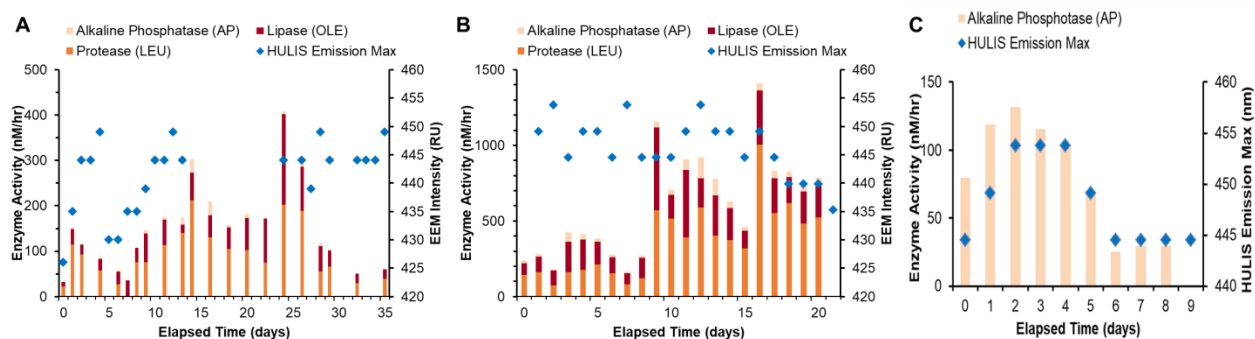 A
Alkaline Phosphatase (AP) Lipase (OLE)
Protease (LEU) HULIS Emission Max
Enzyme Activity (nM/hr)
500
400
300
200
100
0
EEM Intensity (RU)
460
455
450
445
440
435
430
425
420
0 5 10 15 20 25 30 35
Elapsed Time (days)
B
Alkaline Phosphatase (AP) Lipase (OLE)
Protease (LEU) HULIS Emission Max
Enzyme Activity (nM/hr)
1500
1000
500
0
EEM Intensity (RU)
460
455
450
445
440
435
430
425
420
0 5 10 15 20
Elapsed Time (days)
C
Alkaline Phosphotase (AP)
HULIS Emission Max
Enzyme Activity (nM/hr)
150
100
50
0
HULIS Emission Max (nm)
460
455
450
445
440
0 1 2 3 4 5 6 7 8 9
Elapsed Time (days)